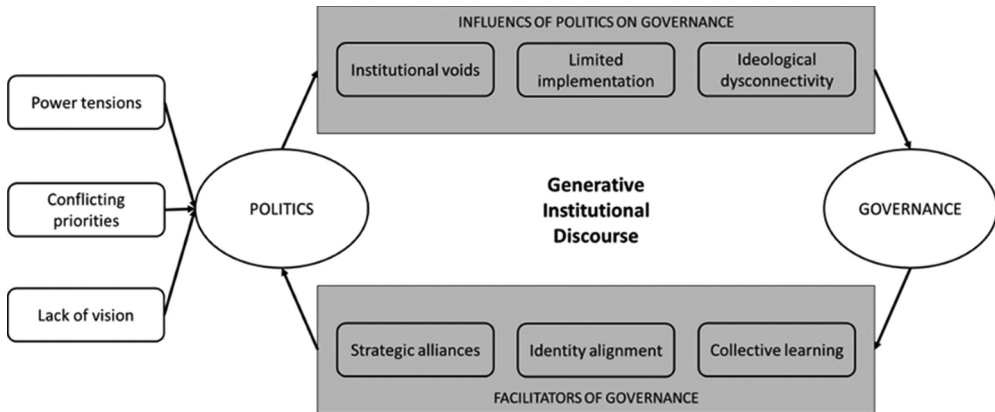 INFLUENCS OF POLITICS ON GOVERNANCE
Institutional voids
Limited
implementation
Ideological
dysconnectivity
Power tensions
Conflicting
priorities
Lack of vision
POLITICS
Generative
Institutional
Discourse
GOVERNANCE
Strategic alliances
Identity alignment
Collective learning
FACILITATORS OF GOVERNANCE